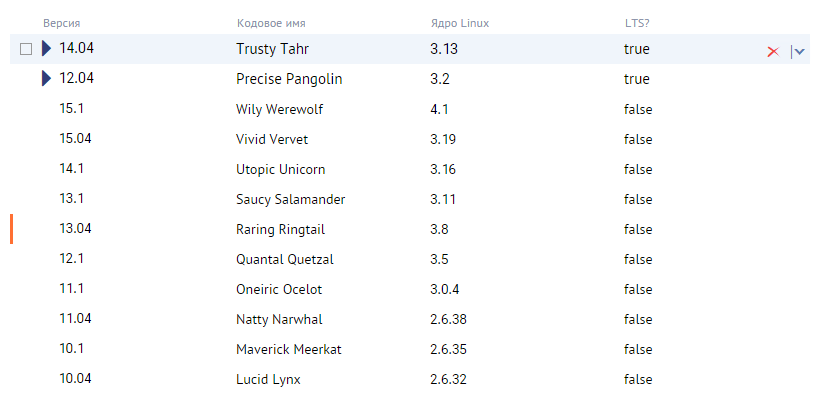 Версия Кодовое имя Ядро Linux LTS?
14.04 Trusty Tahr 3.13 true
12.04 Precise Pangolin 3.2 true
15.1 Wily Werewolf 4.1 false
15.04 Vivid Vervet 3.19 false
14.1 Utopic Unicorn 3.16 false
13.1 Saucy Salamander 3.11 false
13.04 Raring Ringtail 3.8 false
12.1 Quantal Quetzal 3.5 false
11.1 Oneiric Ocelot 3.0.4 false
11.04 Natty Narwhal 2.6.38 false
10.1 Maverick Meerkat 2.6.35 false
10.04 Lucid Lynx 2.6.32 false